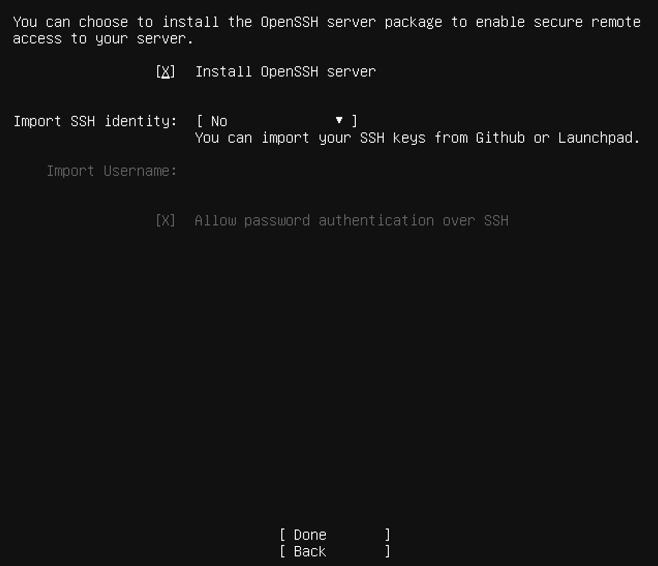 You can choose to install the OpenSSH server package to enable secure remote
access to your server.
[X] Install OpenSSH server
Import SSH identity: [ No ▾ ]
You can import your SSH keys from Github or Launchpad.
Import Username:
[X] Allow password authentication over SSH
[ Done ]
[ Back ]